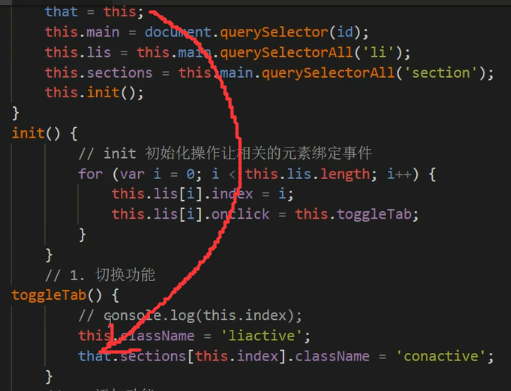 that = this;
this.main = document.querySelector(id);
this.lis = this.main.querySelectorAll('li');
this.sections = this.main.querySelectorAll('section');
this.init();
}
init() {
// init 初始化操作让相关的元素绑定事件
for (var i = 0; i < this.lis.length; i++) {
this.lis[i].index = i;
this.lis[i].onclick = this.toggleTab;
}
}
// 1. 切换功能
toggleTab() {
// console.log(this.index);
this.className = 'liactive';
that.sections[this.index].className = 'conactive';
}